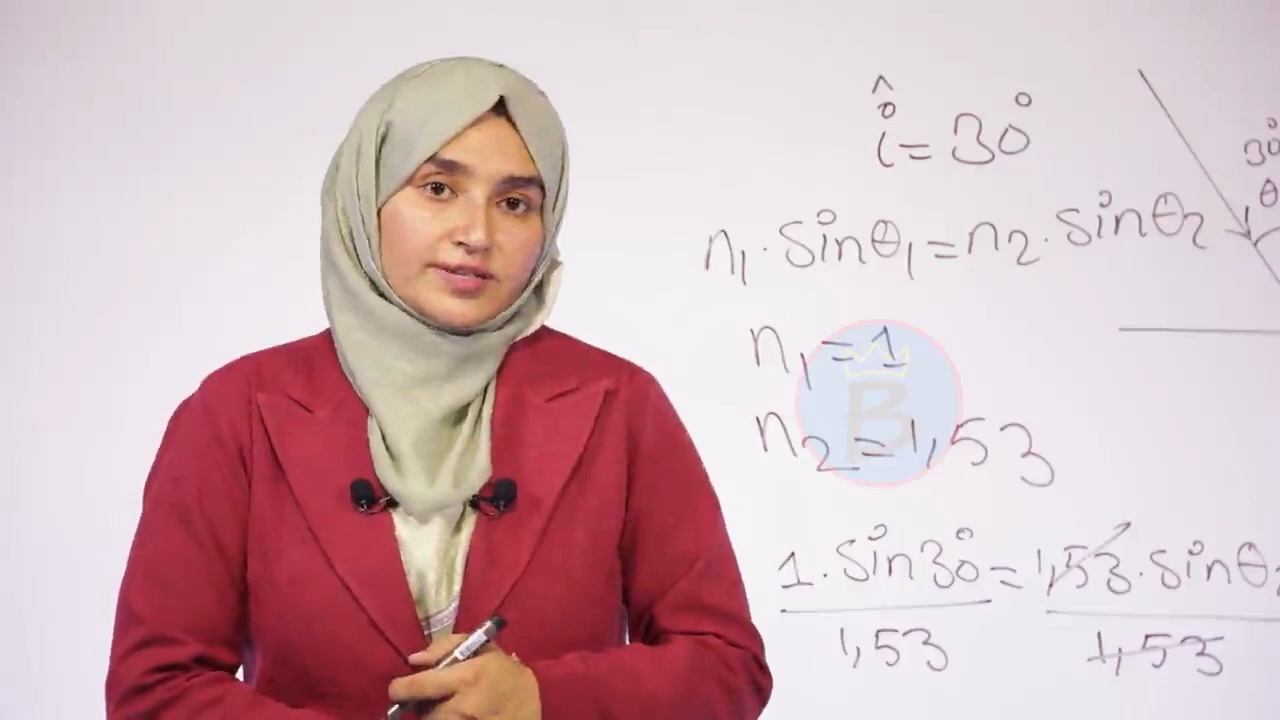 î = 30°
30°
θ
n₁ · sinθ₁ = n₂ · sinθ₂
n₁ = 1
B
n₂ = 1,53
1 · sin30° = 1,53 · sinθ₂
1,53 1,53